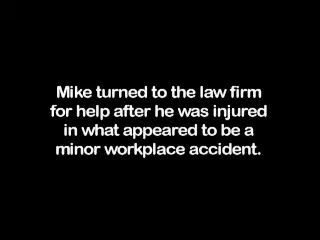 Mike turned to the law firm
for help after he was injured
in what appeared to be a
minor workplace accident.